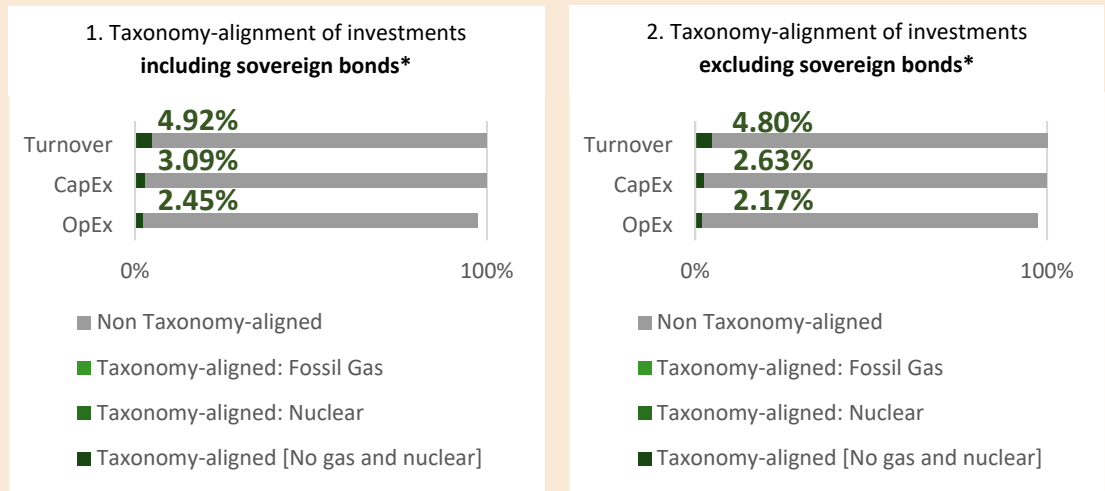 1. Taxonomy-alignment of investments
including sovereign bonds*
4.92%
Turnover
3.09%
CapEx
2.45%
OpEx
0%
100%
Non Taxonomy-aligned
Taxonomy-aligned: Fossil Gas
Taxonomy-aligned: Nuclear
Taxonomy-aligned [No gas and nuclear]
2. Taxonomy-alignment of investments
excluding sovereign bonds*
4.80%
Turnover
2.63%
CapEx
2.17%
OpEx
0%
100%
Non Taxonomy-aligned
Taxonomy-aligned: Fossil Gas
Taxonomy-aligned: Nuclear
Taxonomy-aligned [No gas and nuclear]